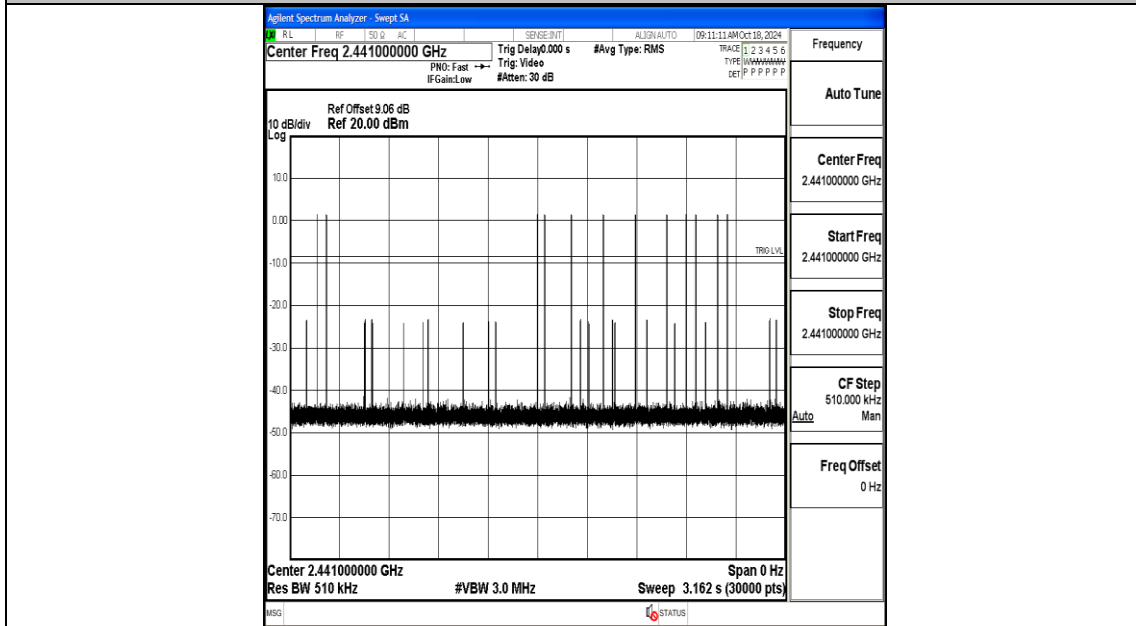 Agilent Spectrum Analyzer - Swept SA
RL RF 50 Ω AC SENSE:INT ALIGN AUTO 09:11:11 AM Oct 18, 2024
Center Freq 2.441000000 GHz
PNO: Fast
IFGain:Low
Trig Delay0.000 s
Trig: Video
#Atten: 30 dB
#Avg Type: RMS
TRACE 1 2 3 4 5 6
TYPE
DET P P P P P P
Ref Offset 9.06 dB
10 dB/div Ref 20.00 dBm
Log
10.0
0.00
TRIG LVL
-10.0
-20.0
-30.0
-40.0
-50.0
-60.0
-70.0
Center 2.441000000 GHz Span 0 Hz
Res BW 510 kHz #VBW 3.0 MHz Sweep 3.162 s (30000 pts)
MSG STATUS
Frequency
Auto Tune
Center Freq
2.441000000 GHz
Start Freq
2.441000000 GHz
Stop Freq
2.441000000 GHz
CF Step
510.000 kHz
Auto Man
Freq Offset
0 Hz